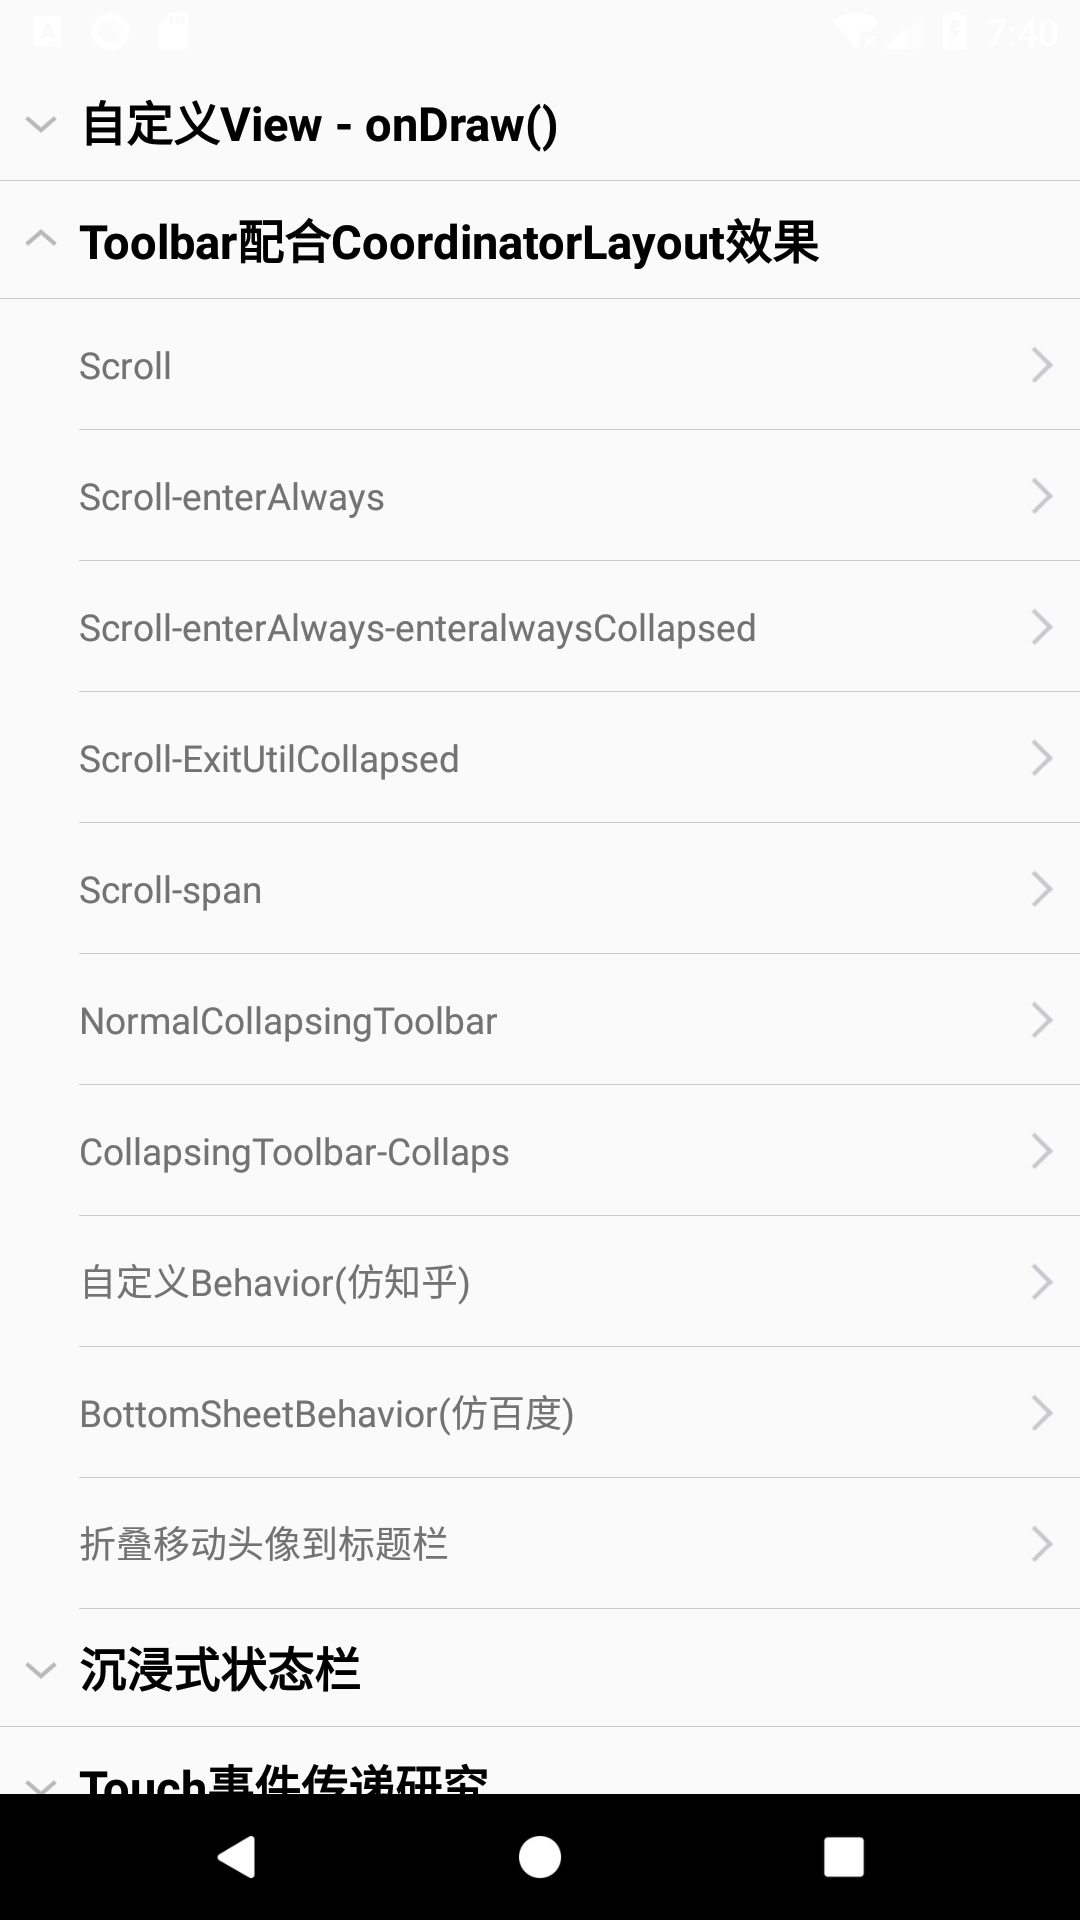 7:40
自定义View - onDraw()
Toolbar配合CoordinatorLayout效果
Scroll
Scroll-enterAlways
Scroll-enterAlways-enteralwaysCollapsed
Scroll-ExitUtilCollapsed
Scroll-span
NormalCollapsingToolbar
CollapsingToolbar-Collaps
自定义Behavior(仿知乎)
BottomSheetBehavior(仿百度)
折叠移动头像到标题栏
沉浸式状态栏
Touch事件传递研究